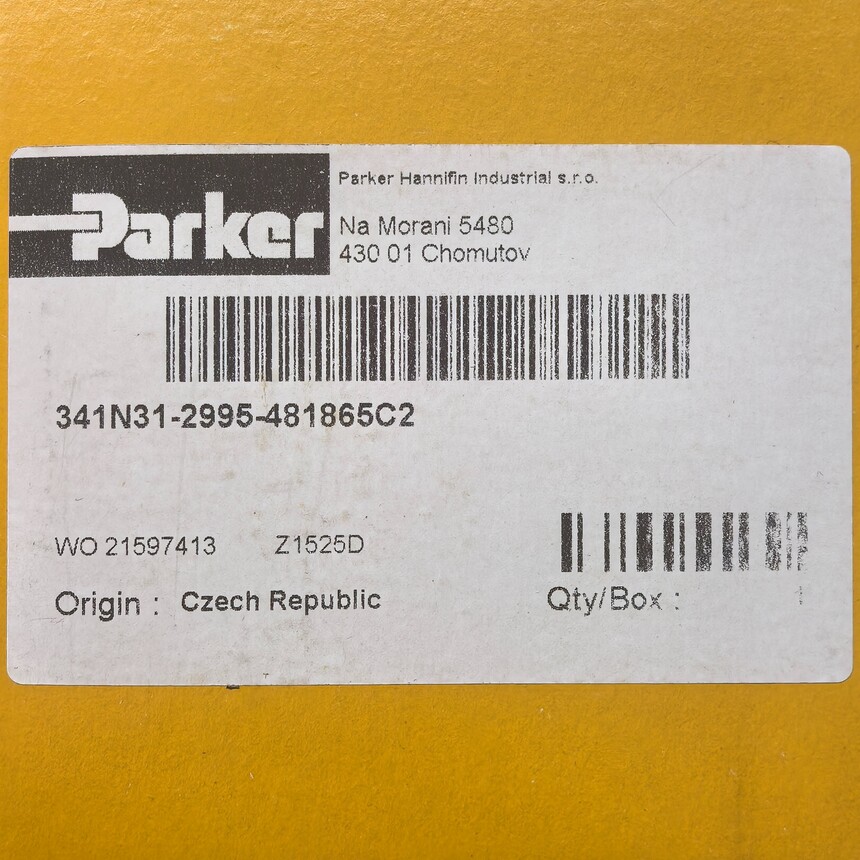 Parker
Parker Hannifin Industrial s.r.o.
Na Morani 5480
430 01 Chomutov
341N31-2995-481865C2
WO 21597413 Z1525D
Origin : Czech Republic
Qty/Box : 1